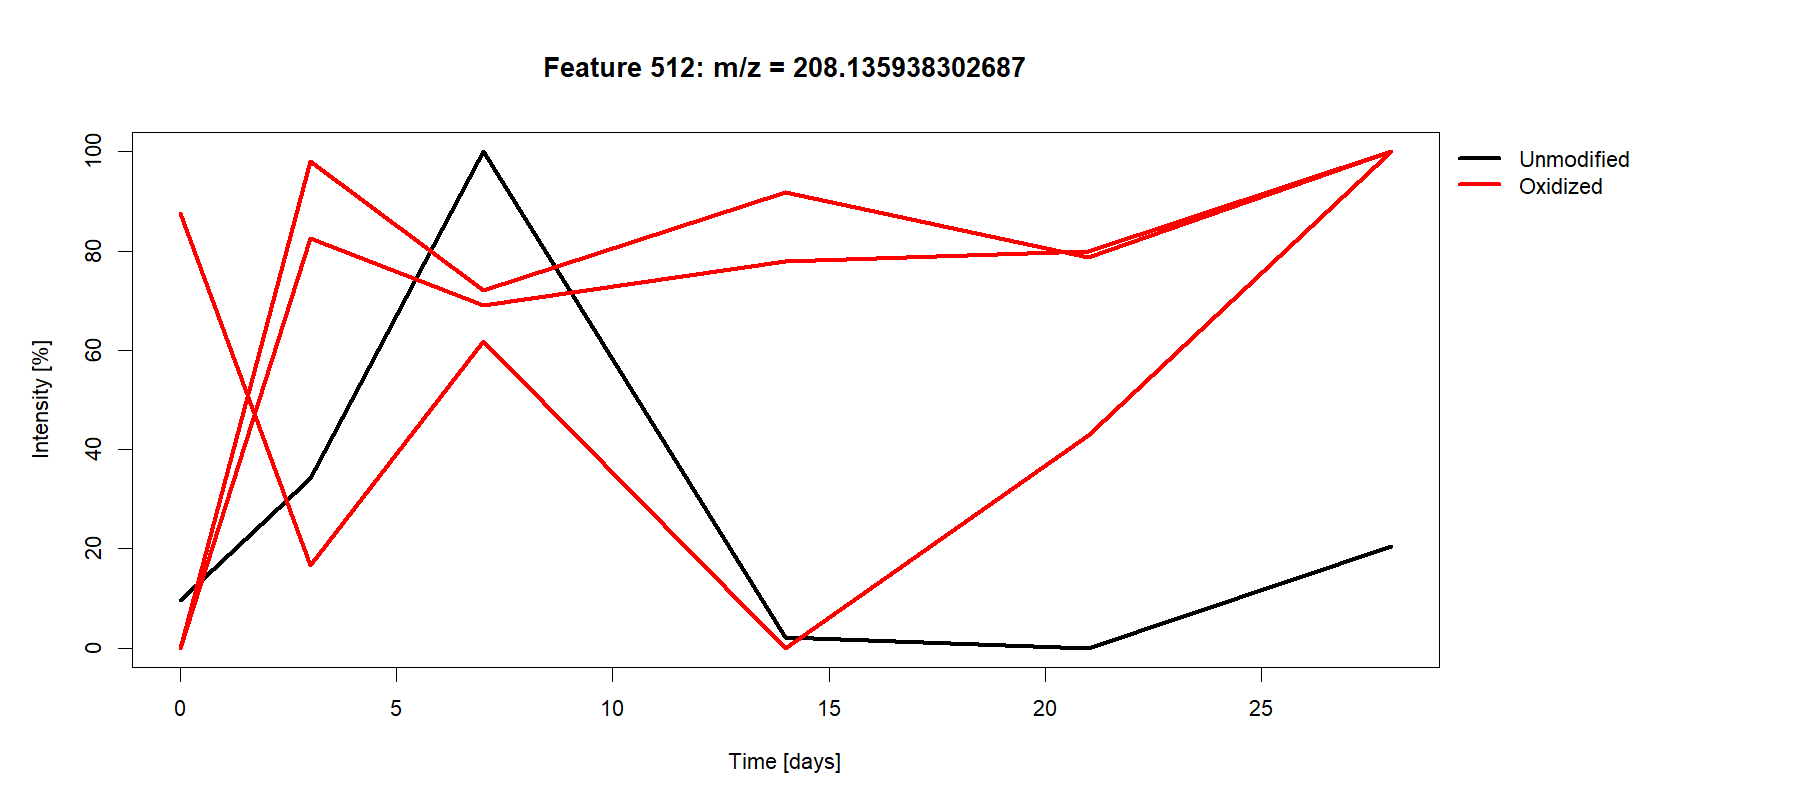 Feature 512: m/z = 208.135938302687
Unmodified
Oxidized
Intensity [%]
100
80
60
40
20
0
0 5 10 15 20 25
Time [days]